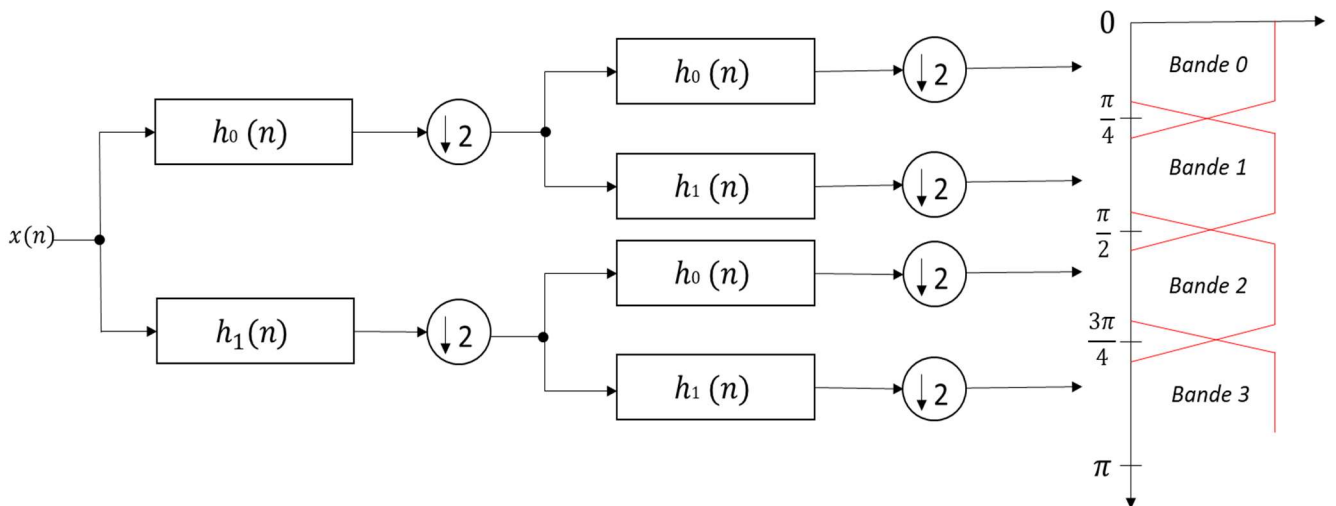 h₀ (n)
↓ 2
h₀ (n)
↓ 2
h₁ (n)
↓ 2
x(n)
h₁(n)
↓ 2
h₀ (n)
↓ 2
h₁ (n)
↓ 2
0
Bande 0
π/4
Bande 1
π/2
Bande 2
3π/4
Bande 3
π